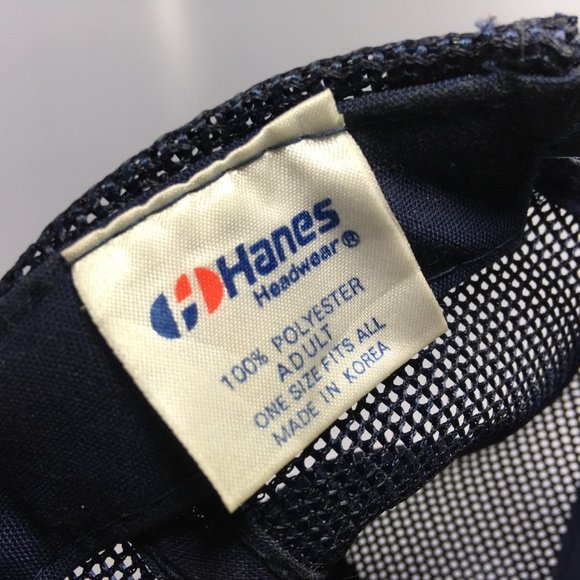 Hanes
Headwear®
100% POLYESTER
ADULT
ONE SIZE FITS ALL
MADE IN KOREA